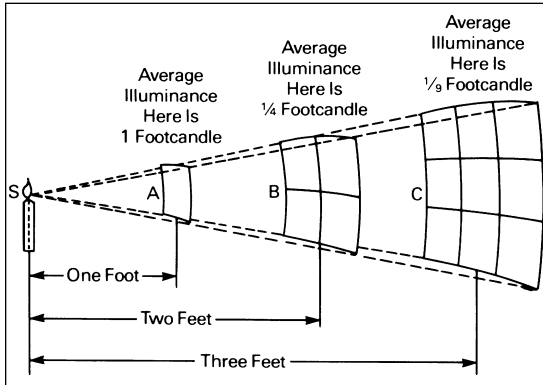 Average
Illuminance
Here Is
1 Footcandle
Average
Illuminance
Here Is
¼ Footcandle
Average
Illuminance
Here Is
⅑ Footcandle
S
A
B
C
One Foot
Two Feet
Three Feet